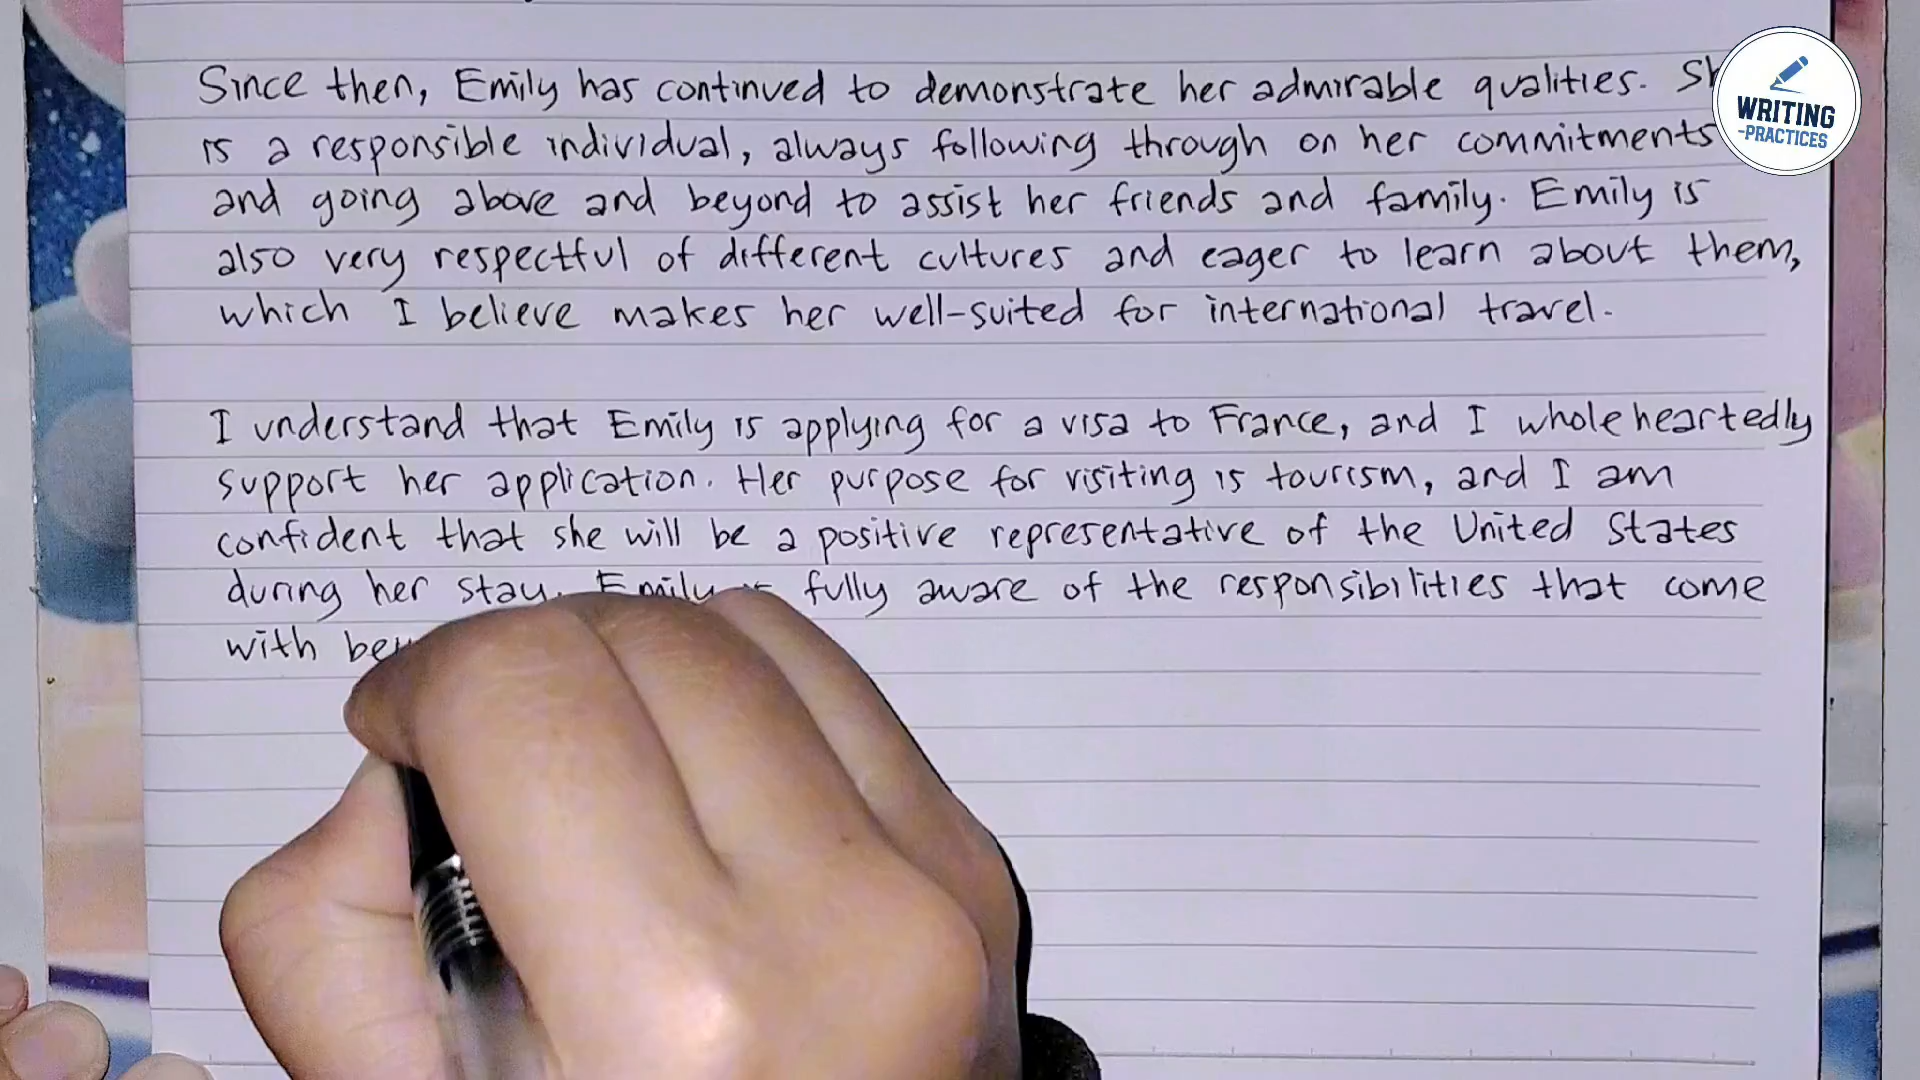 Since then, Emily has continued to demonstrate her admirable qualities.
is a responsible individual, always following through on her commitments
and going above and beyond to assist her friends and family. Emily is
also very respectful of different cultures and eager to learn about them,
which I believe makes her well-suited for international travel.
I understand that Emily is applying for a visa to France, and I wholeheartedly
support her application. Her purpose for visiting is tourism, and I am
confident that she will be a positive representative of the United States
during her stay. Emily is fully aware of the responsibilities that come
with
WRITING
-PRACTICES